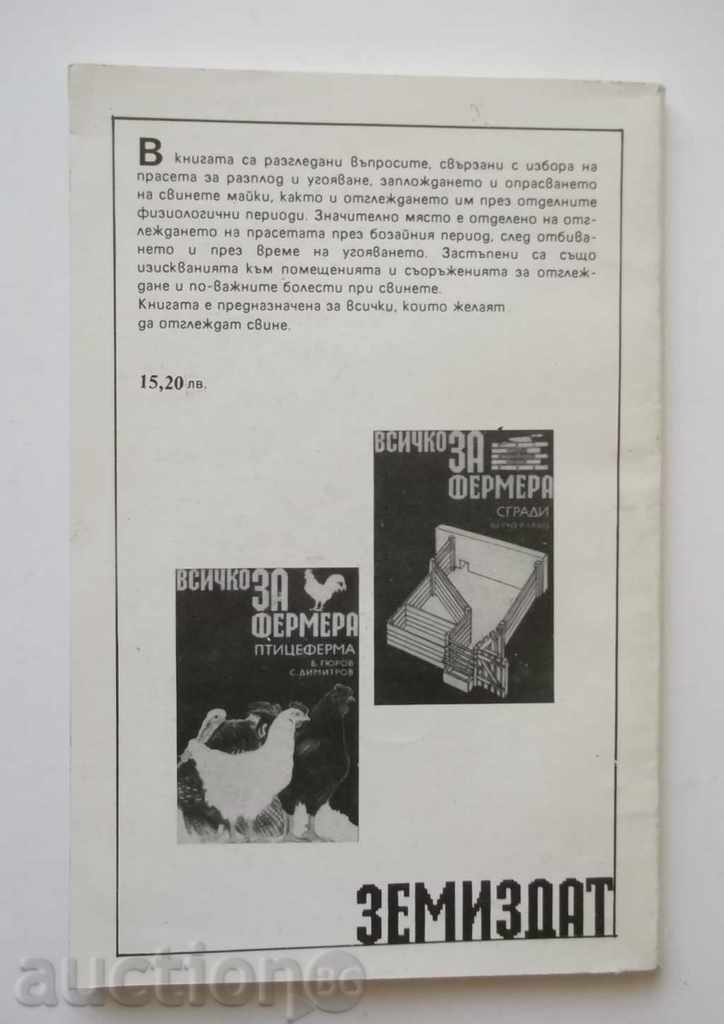 В книгата са разгледани въпросите, свързани с избора на
прасета за разплод и угояване, заплождането и опрасването
на свинете майки, както и отглеждането им през отделните
физиологични периоди. Значително място е отделено на отг-
леждането на прасетата през бозайния период, след отбива-
нето и през време на угояването. Застъпени са също
изискванията към помещенията и съоръженията за отглеж-
дане и по-важните болести при свинете.
Книгата е предназначена за всички, които желаят
да отглеждат свине.
15,20 лв.
ВСИЧКО ЗА
ФЕРМЕРА
СГРАДИ
ВСИЧКО ЗА
ФЕРМЕРА
ПТИЦЕФЕРМА
Б. ГЮРОВ
С. ДИМИТРОВ
ЗЕМИЗДАТ
auction.BG